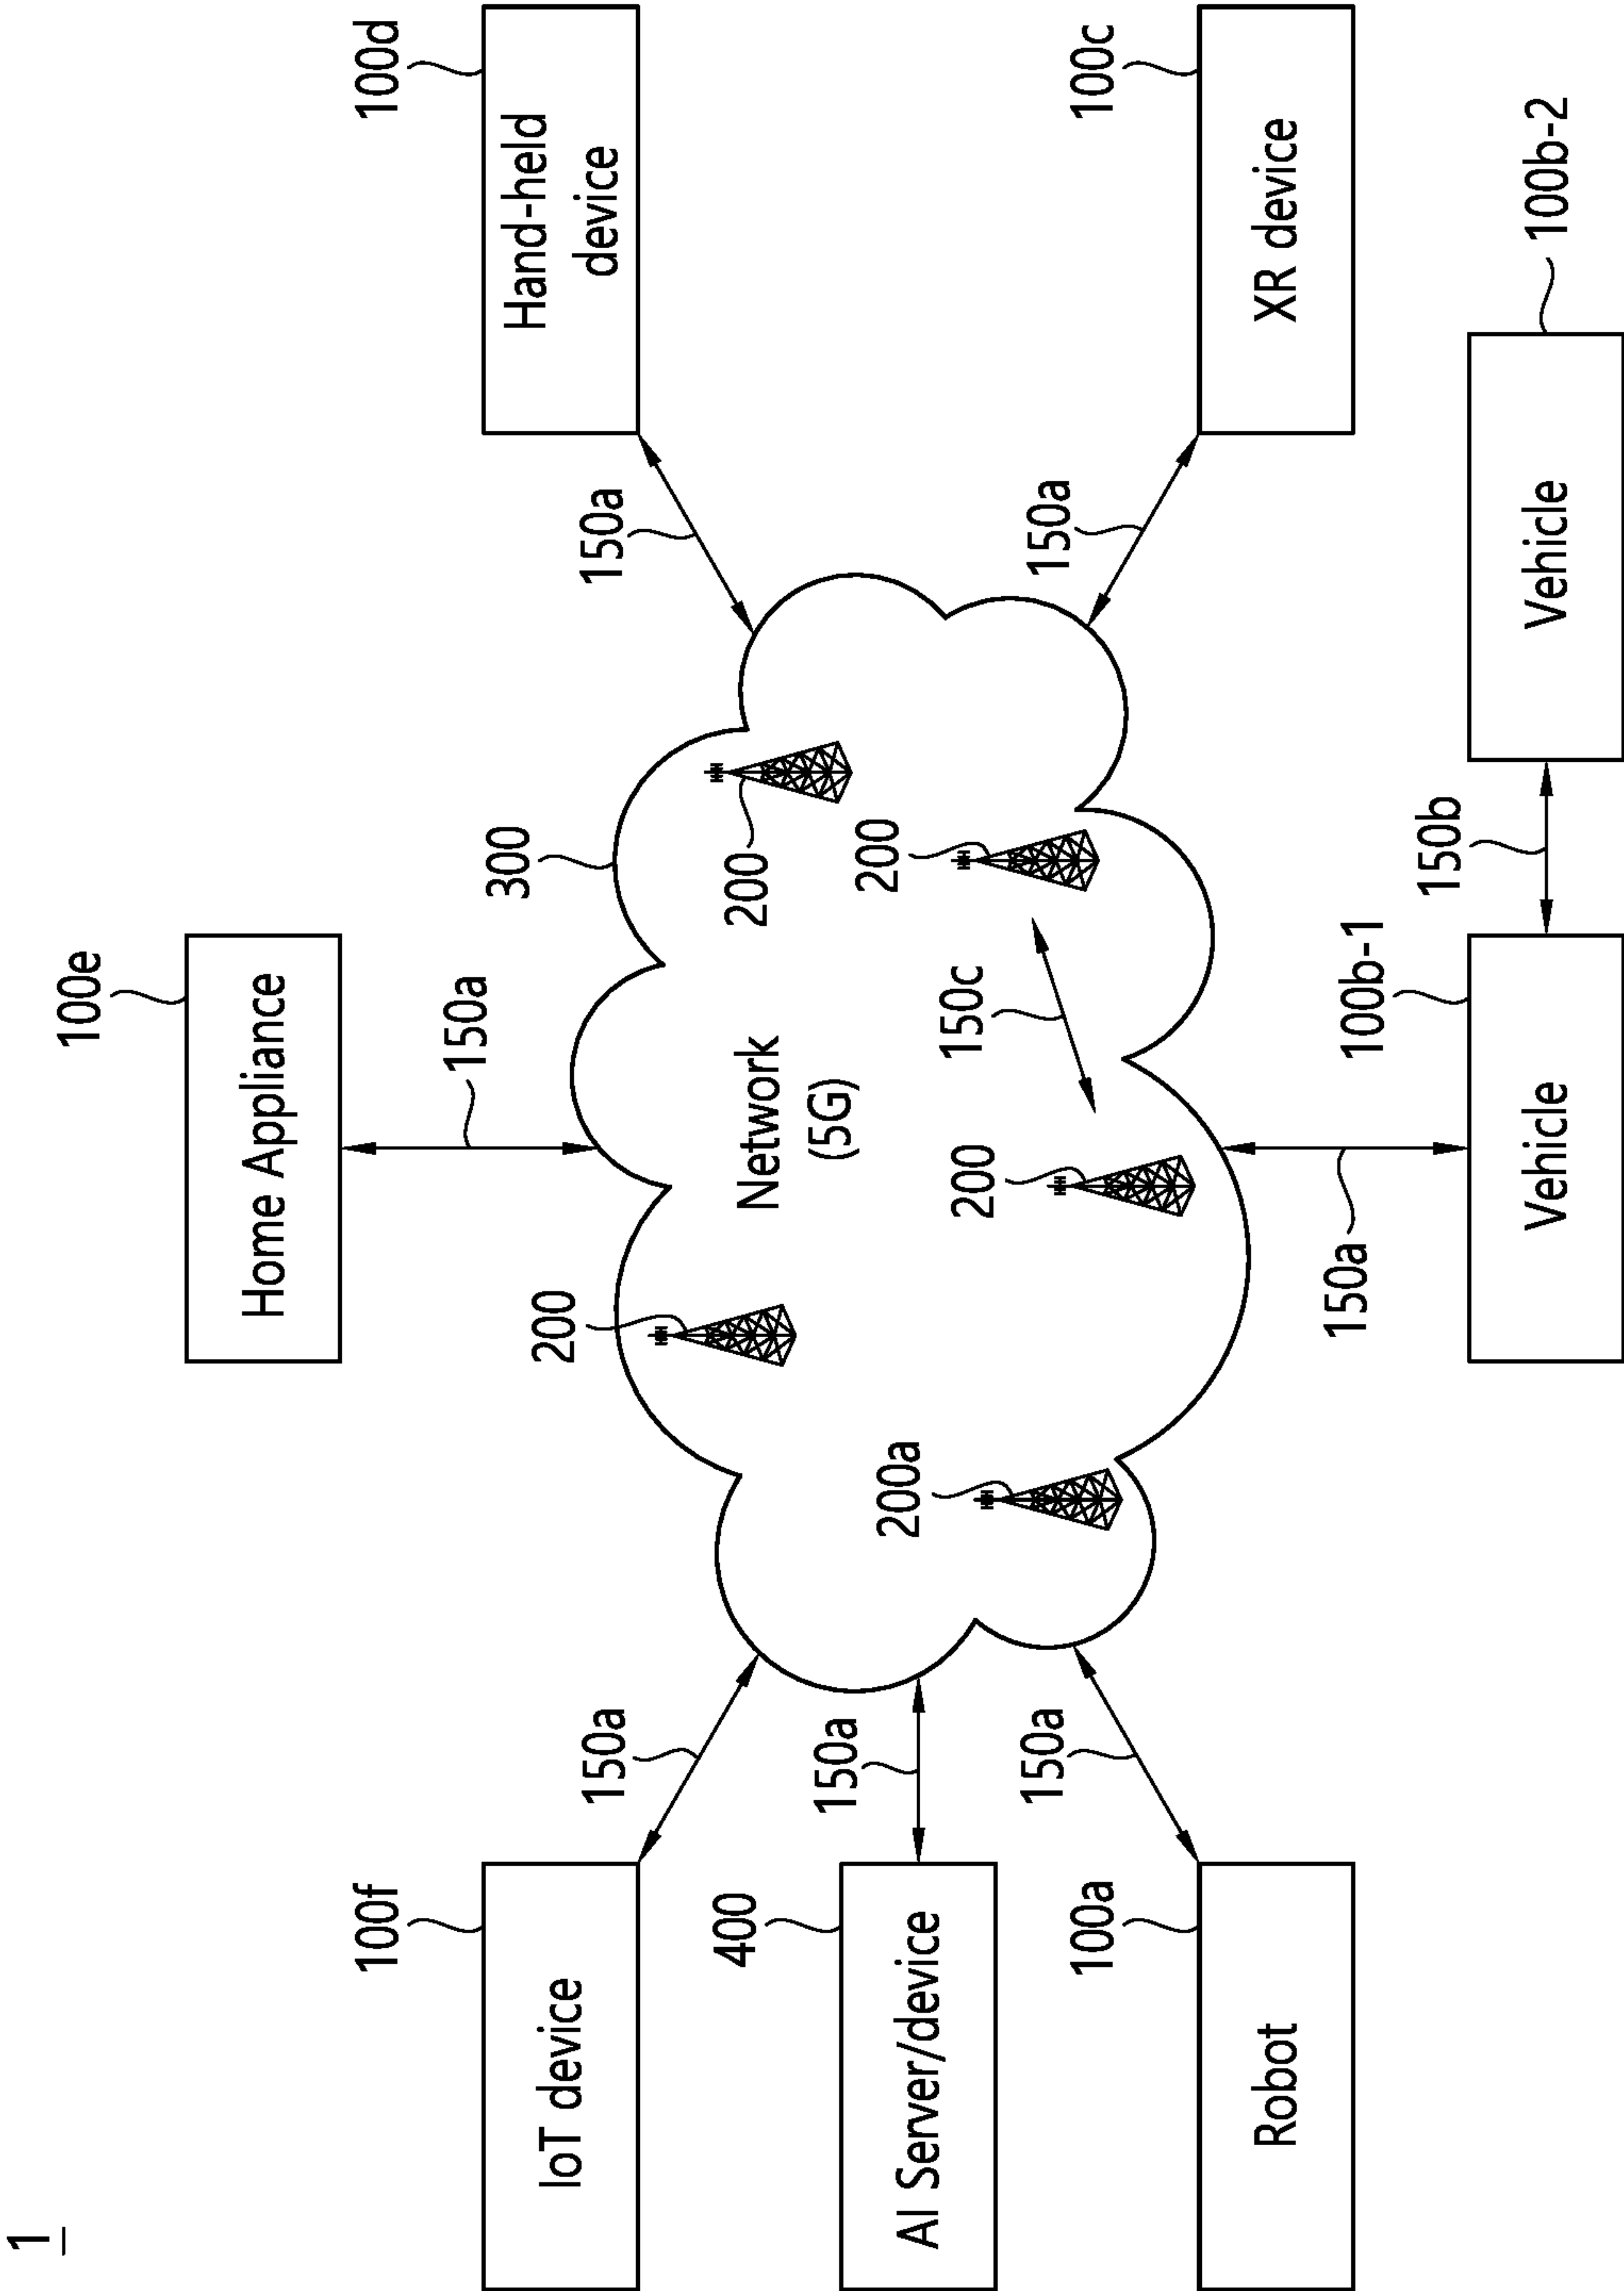 1
100e
Home Appliance
150a
300
100f
IoT device
150a
200
Network
(5G)
200
150a
100d
Hand-held
device
400
AI Server/device
150a
200a
200
150c
200
100a
Robot
150a
150a
100c
XR device
150a
100b-1
Vehicle
150b
Vehicle
100b-2